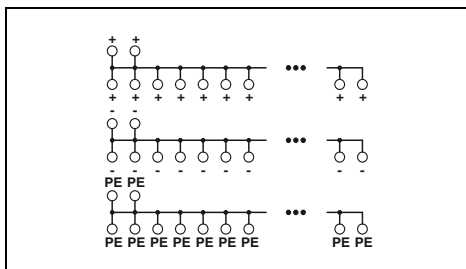 + +
•••
+ + + + + + + + +
- -
•••
- - - - - - - - -
PE PE
•••
PE PE PE PE PE PE PE PE PE